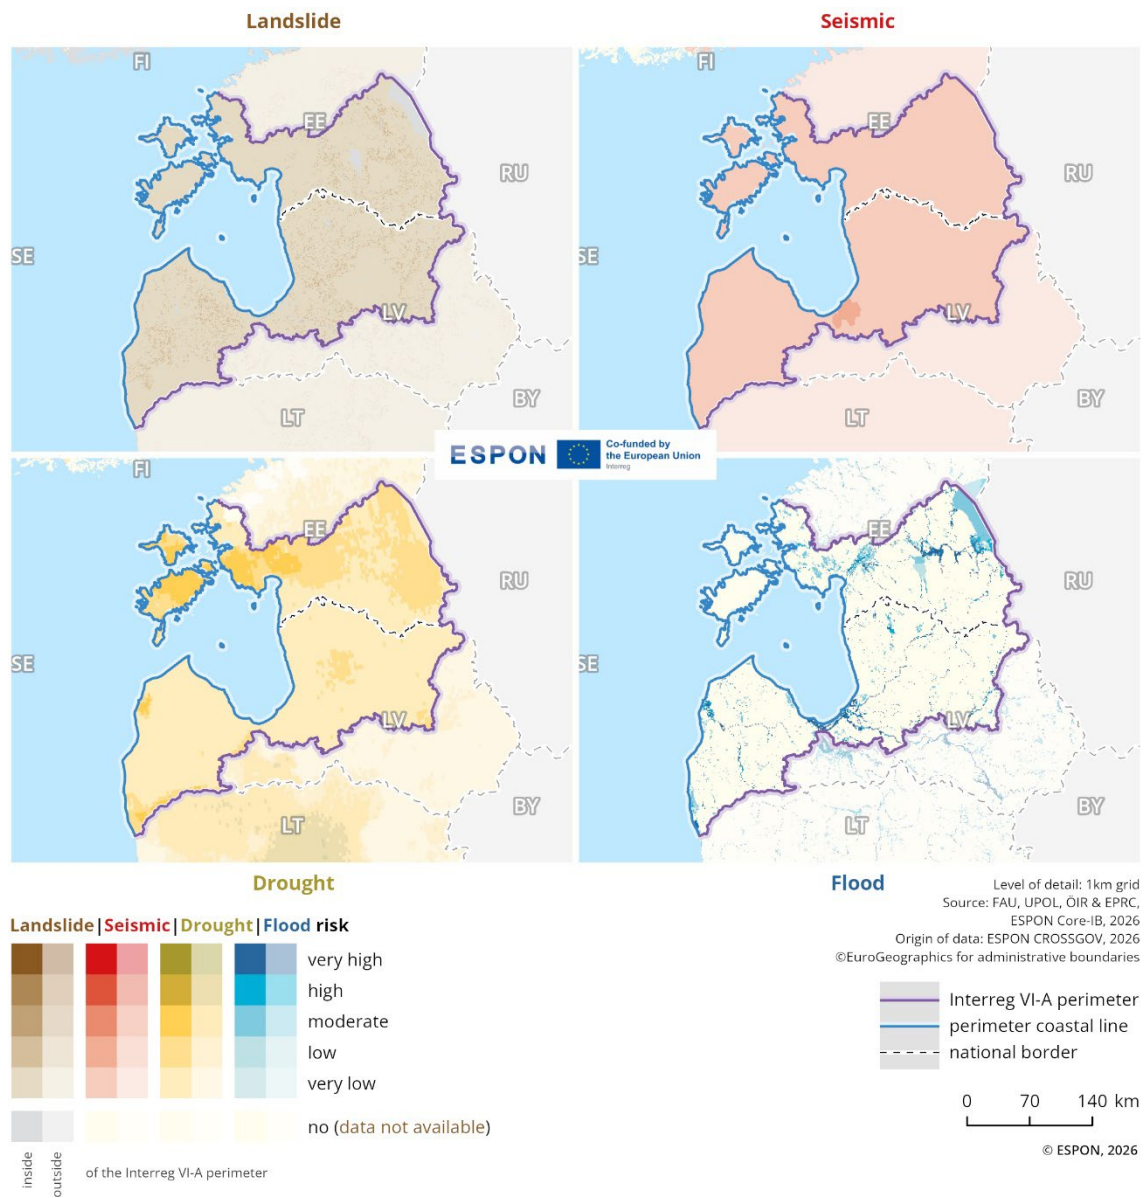 Landslide
Seismic
FI
EE
RU
SE
LV
LT
BY
FI
EE
RU
SE
LV
LT
BY
ESPON
Co-funded by
the European Union
Interreg
FI
EE
RU
SE
LV
LT
BY
EE
RU
SE
LV
LT
BY
Drought
Flood
Level of detail: 1km grid
Source: FAU, UPOL, ÖIR & EPRC,
ESPON Core-IB, 2026
Origin of data: ESPON CROSSGOV, 2026
©EuroGeographics for administrative boundaries
Landslide|Seismic|Drought|Flood risk
very high
high
moderate
low
very low
no (data not available)
inside
outside
of the Interreg VI-A perimeter
Interreg VI-A perimeter
perimeter coastal line
national border
0 70 140 km
© ESPON, 2026